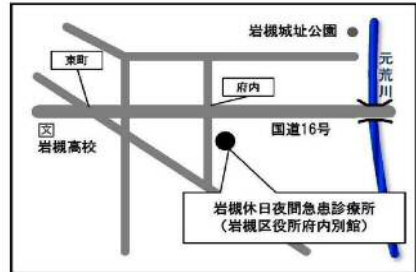 岩槻城址公園
元荒川
東町
府内
国道16号
文
岩槻高校
岩槻休日夜間急患診療所
（岩槻区役所府内別館）